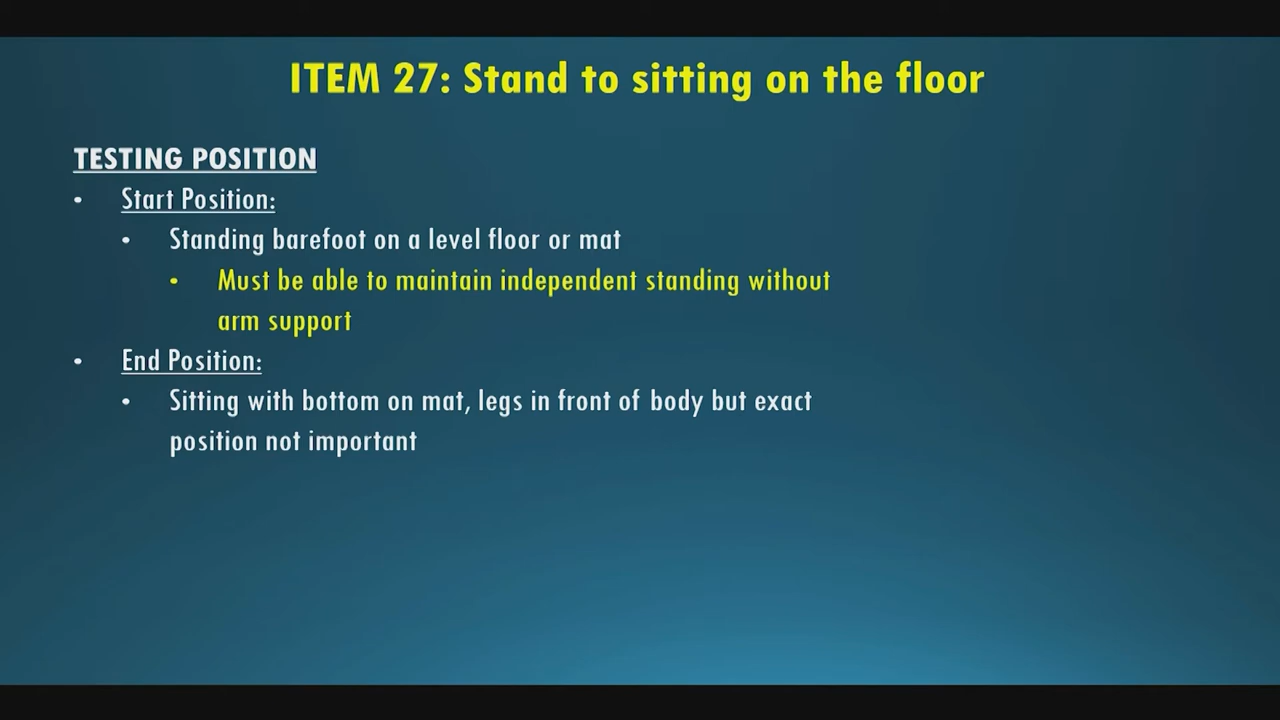 ITEM 27: Stand to sitting on the floor
TESTING POSITION
• Start Position:
• Standing barefoot on a level floor or mat
• Must be able to maintain independent standing without
arm support
• End Position:
• Sitting with bottom on mat, legs in front of body but exact
position not important